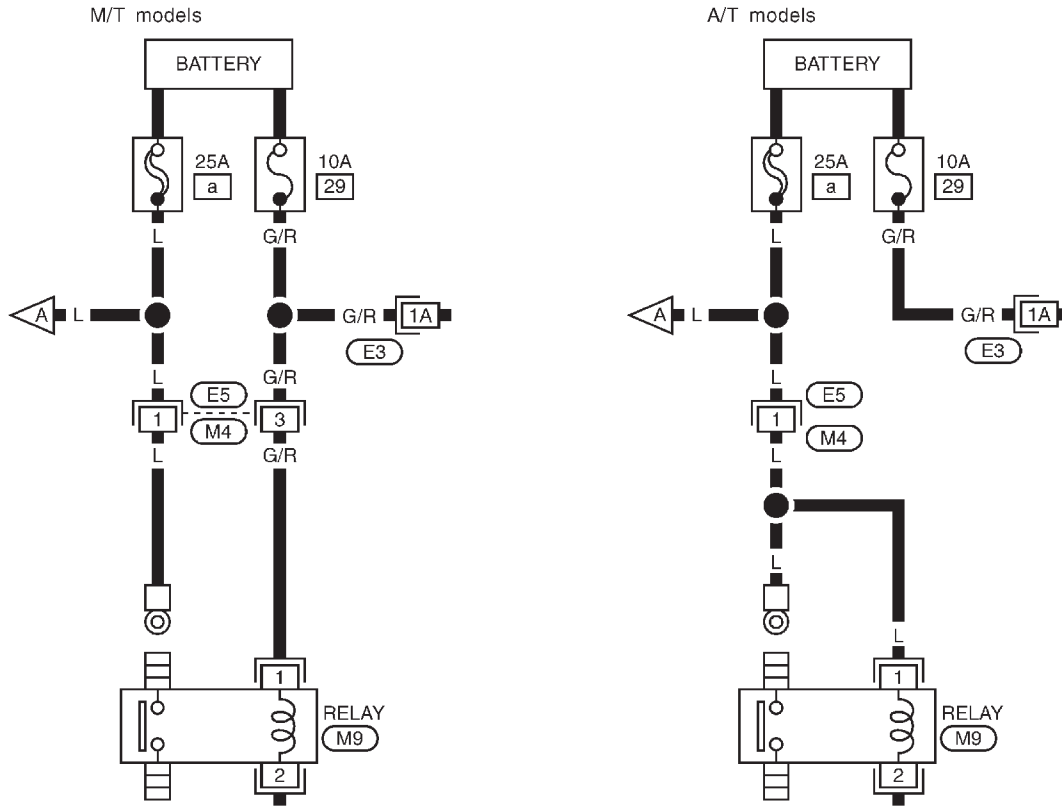 M/T models
BATTERY
25A
a
10A
29
L
G/R
A
L
G/R
1A
E3
L
G/R
E5
1
3
M4
L
G/R
1
RELAY
M9
2
A/T models
BATTERY
25A
a
10A
29
L
G/R
A
L
G/R
1A
E3
L
E5
1
M4
L
L
L
1
RELAY
M9
2